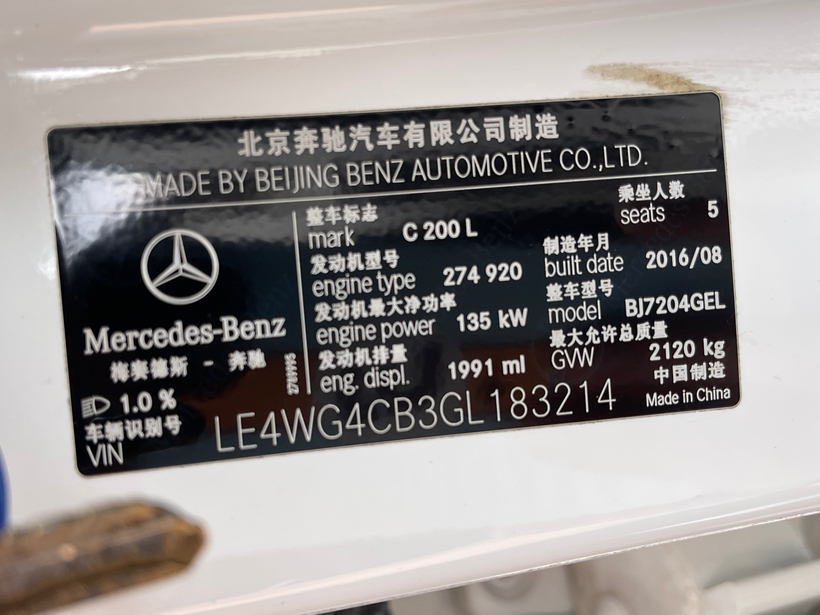 北京奔驰汽车有限公司制造
MADE BY BEIJING BENZ AUTOMOTIVE CO.,LTD.
Mercedes-Benz
梅赛德斯 - 奔驰
1.0 %
整车标志
mark C 200 L
发动机型号
engine type 274 920
发动机最大净功率
engine power 135 kW
发动机排量
eng. displ. 1991 ml
乘坐人数
seats 5
制造年月
built date 2016/08
整车型号
model BJ7204GEL
最大允许总质量
GVW 2120 kg
中国制造
Made in China
车辆识别号
VIN LE4WG4CB3GL183214